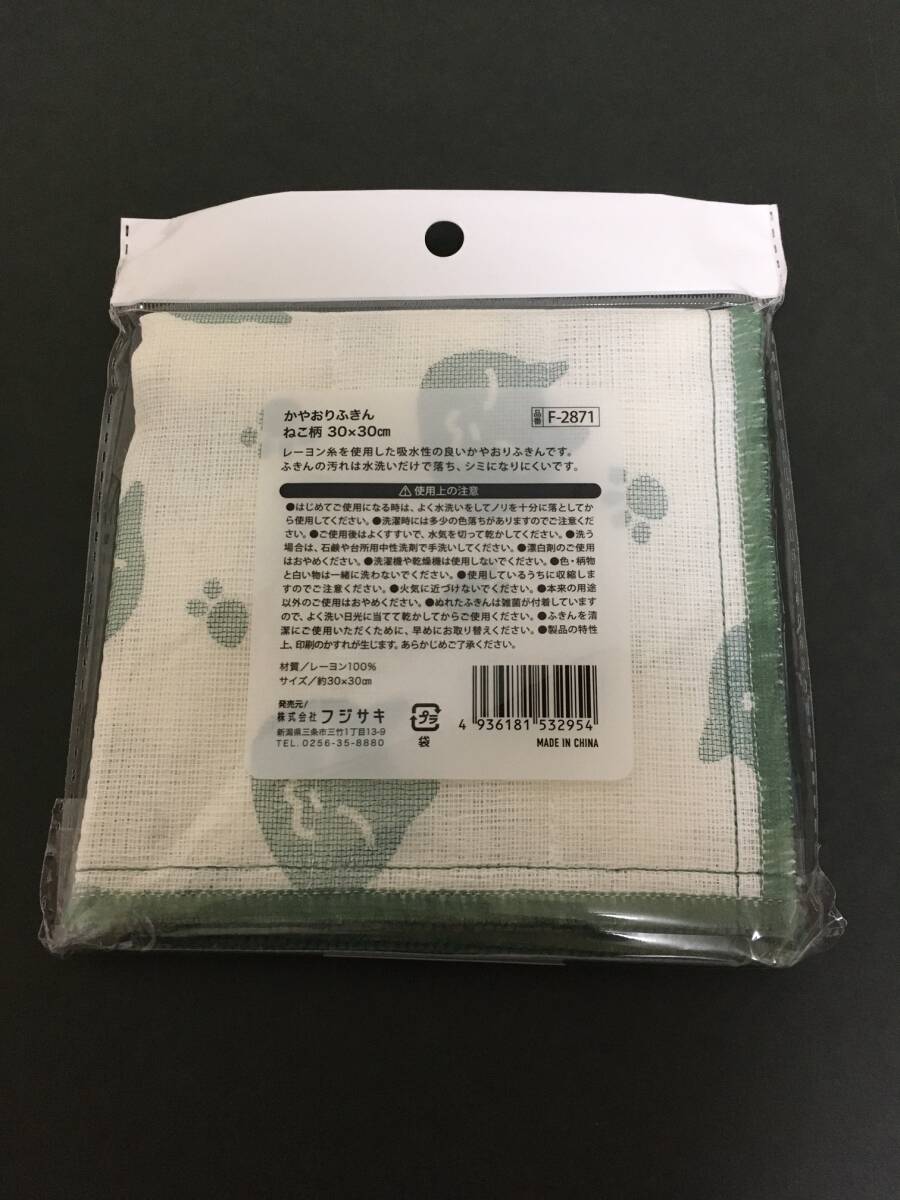 かやおりふきん
ねこ柄 30×30㎝
品番 F-2871
レーヨン糸を使用した吸水性の良いかやおりふきんです。
ふきんの汚れは水洗いだけで落ち、シミになりにくいです。
⚠使用上の注意
●はじめてご使用になる時は、よく水洗いをしてノリを十分に落としてか
ら使用してください。●洗濯時には多少の色落ちがありますのでご注意くだ
さい。●ご使用後はよくすすいで、水気を切って乾かしてください。●洗う
場合は、石鹸や台所用中性洗剤で手洗いしてください。●漂白剤のご使用
はおやめください。●洗濯機や乾燥機は使用しないでください。●色・柄物
と白い物は一緒に洗わないでください。●使用しているうちに収縮しま
すのでご注意ください。●火気に近づけないでください。●本来の用途
以外のご使用はおやめください。●ぬれたふきんは雑菌が付着しています
ので、よく洗い日光に当てて乾かしてからご使用ください。●ふきんを清
潔にご使用いただくために、早めにお取り替えください。●製品の特性
上、印刷のかすれが生じます。あらかじめご了承ください。
材質/レーヨン100%
サイズ/約30×30㎝
発売元/
株式会社フジサキ
新潟県三条市三竹1丁目13-9
TEL.0256-35-8880
プラ
袋
4 936181 532954
MADE IN CHINA